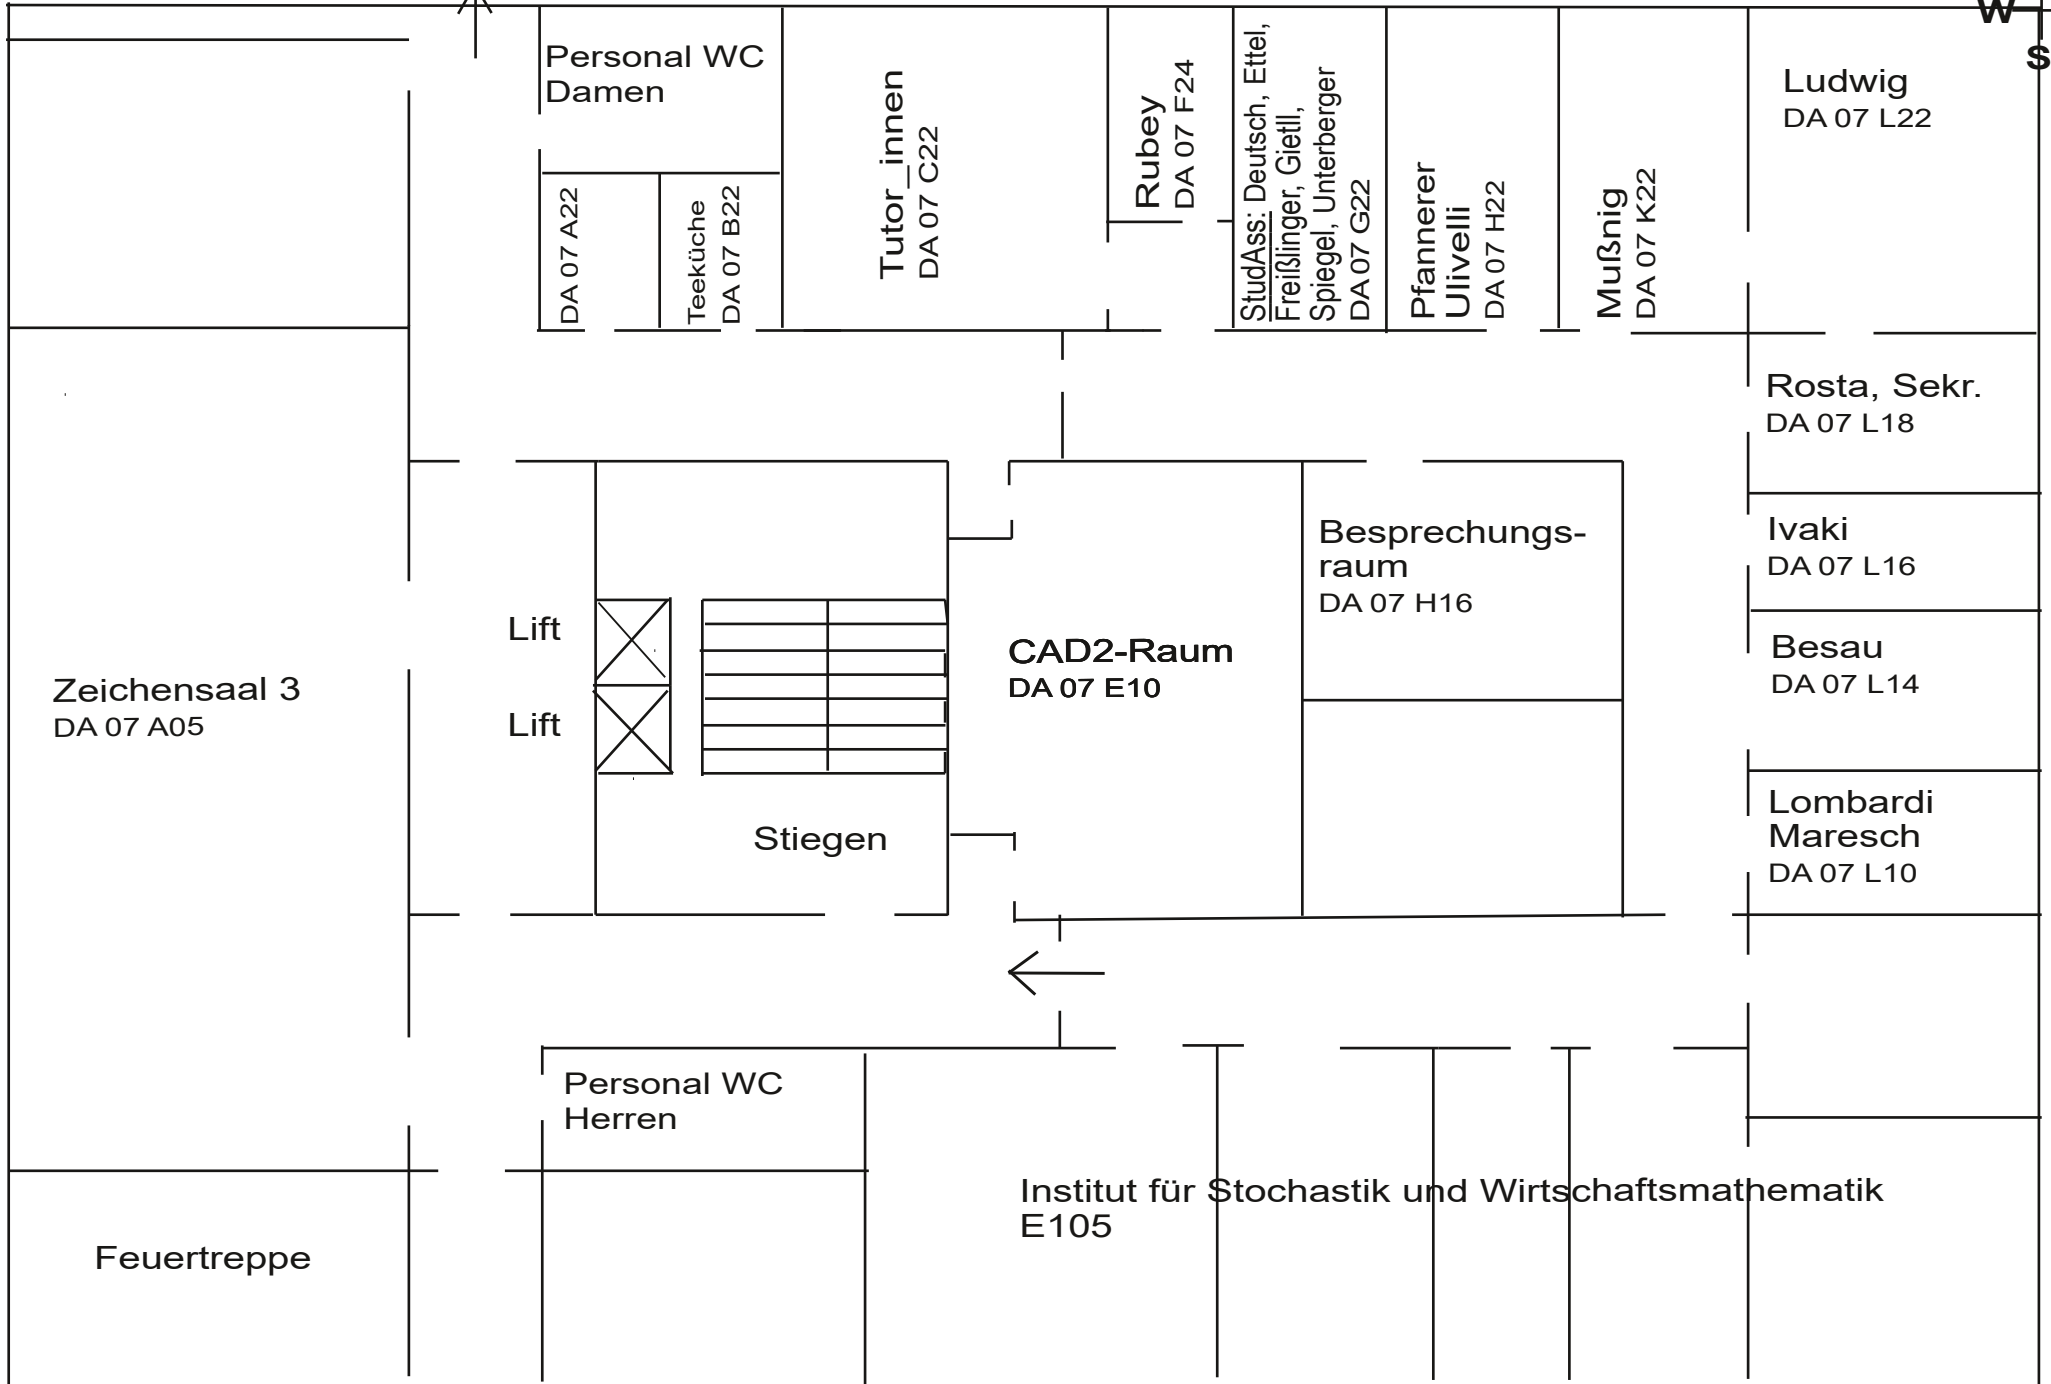 W
S
Personal WC
Damen
DA 07 A22
Teeküche
DA 07 B22
Tutor_innen
DA 07 C22
Rubey
DA 07 F24
StudAss: Deutsch, Ettel,
Freißlinger, Gietll,
Spiegel, Unterberger
DA 07 G22
Pfannerer
Ulivelli
DA 07 H22
Mußnig
DA 07 K22
Ludwig
DA 07 L22
Rosta, Sekr.
DA 07 L18
Ivaki
DA 07 L16
Besau
DA 07 L14
Lombardi
Maresch
DA 07 L10
Besprechungs-
raum
DA 07 H16
CAD2-Raum
DA 07 E10
Lift
Lift
Stiegen
Zeichensaal 3
DA 07 A05
Personal WC
Herren
Institut für Stochastik und Wirtschaftsmathematik
E105
Feuertreppe